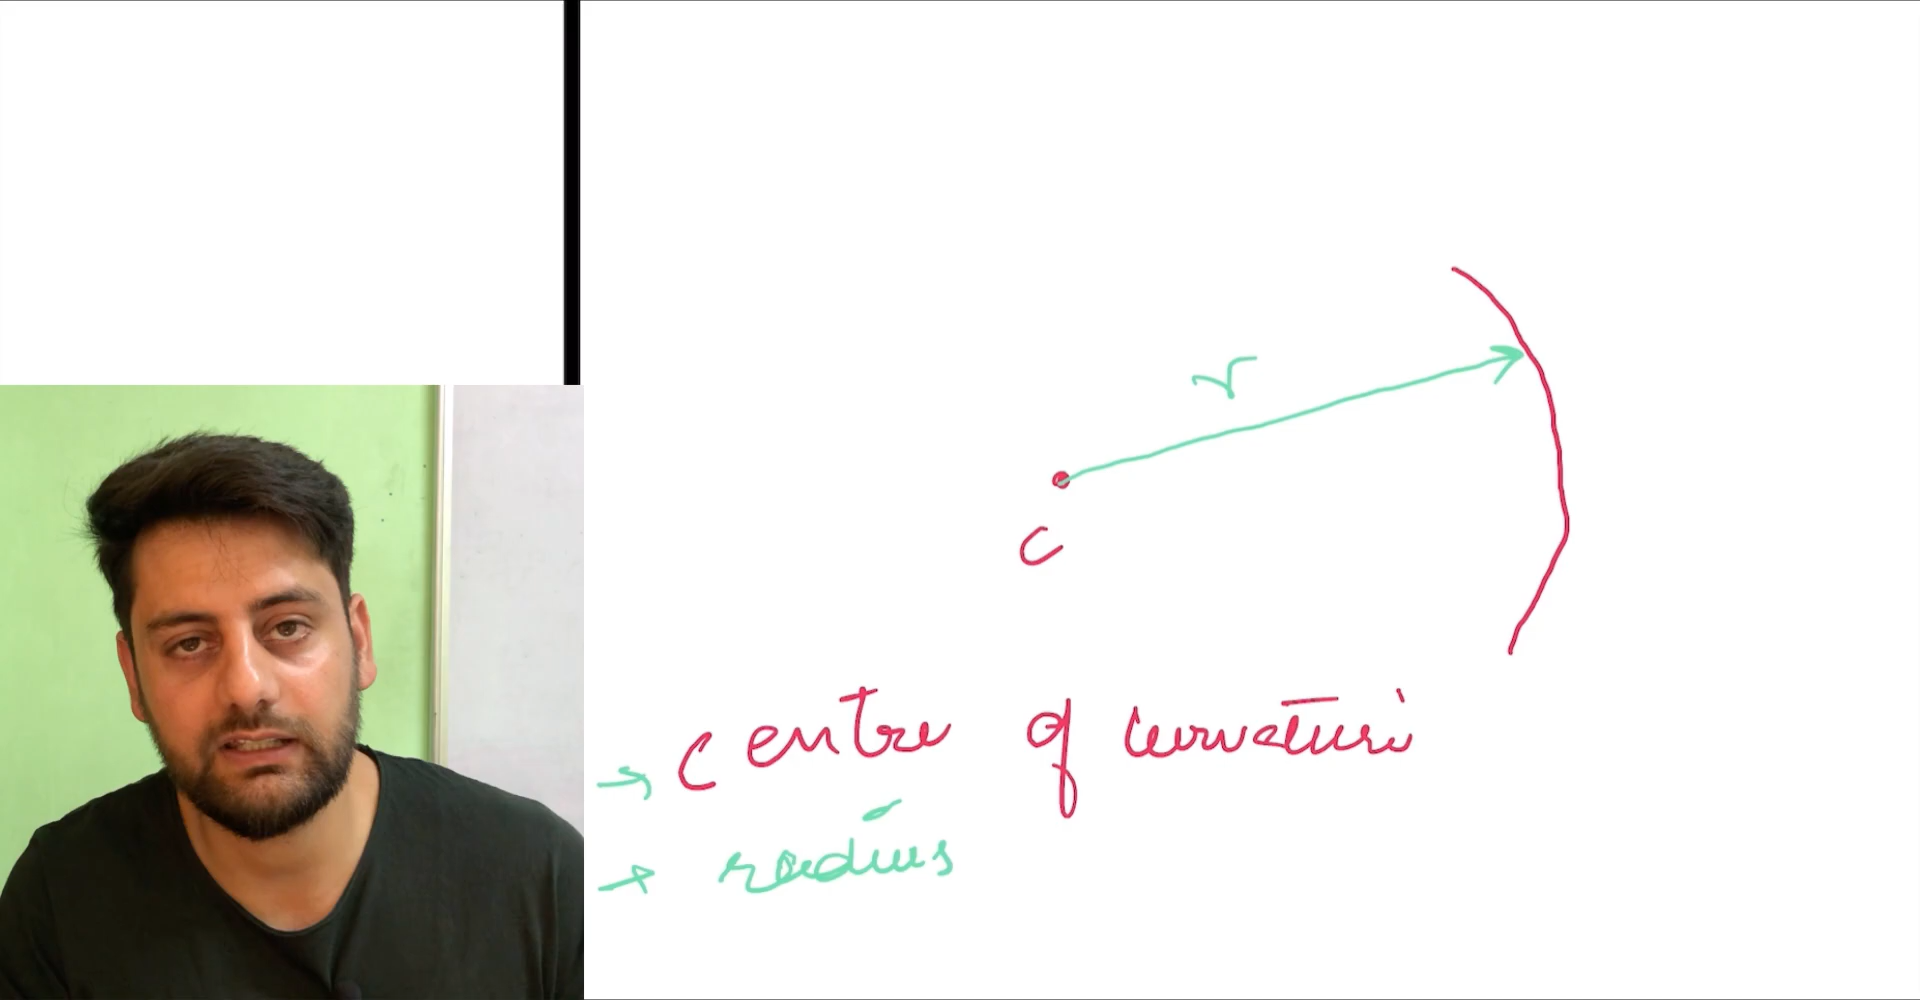 r
C
→ Centre of curvature
→ radius